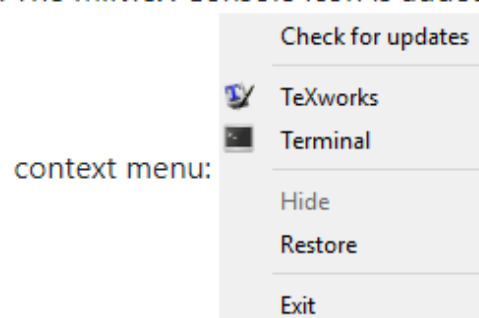 Check for updates
TeXworks
Terminal
context menu:
Hide
Restore
Exit